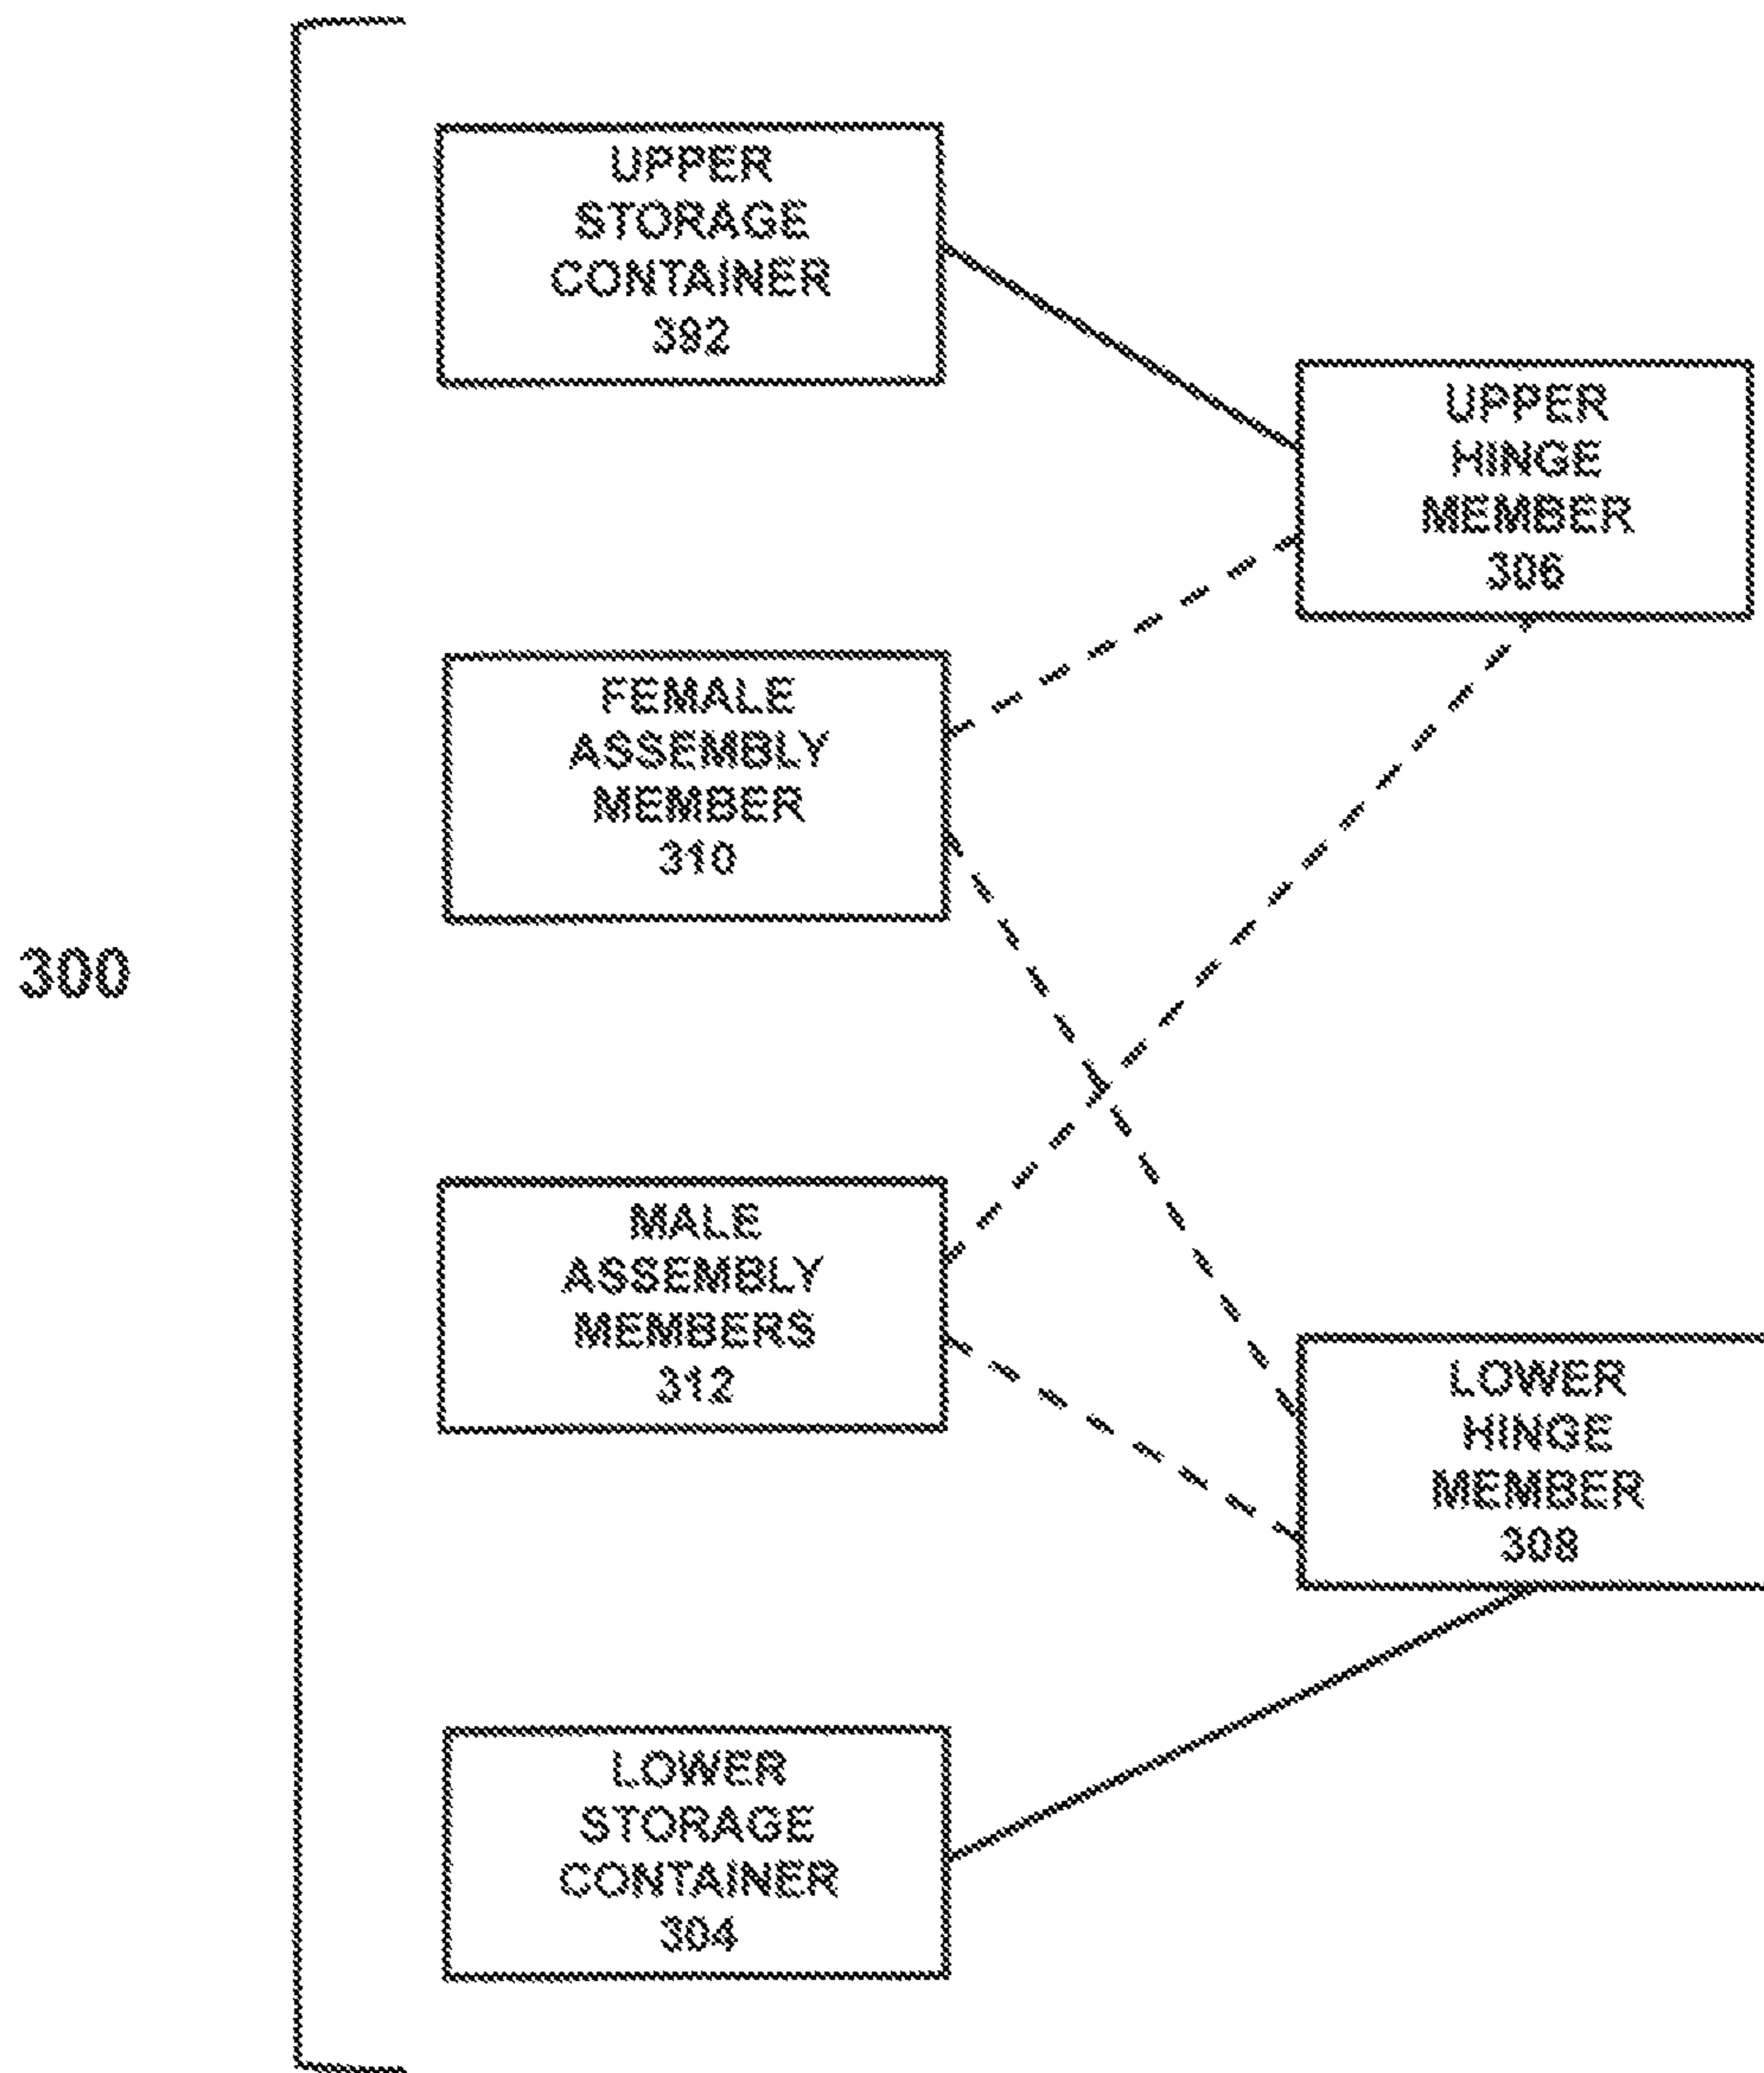 UPPER
STORAGE
CONTAINER
392
UPPER
HINGE
MEMBER
306
FEMALE
ASSEMBLY
MEMBER
310
300
MALE
ASSEMBLY
MEMBERS
312
LOWER
HINGE
MEMBER
308
LOWER
STORAGE
CONTAINER
304